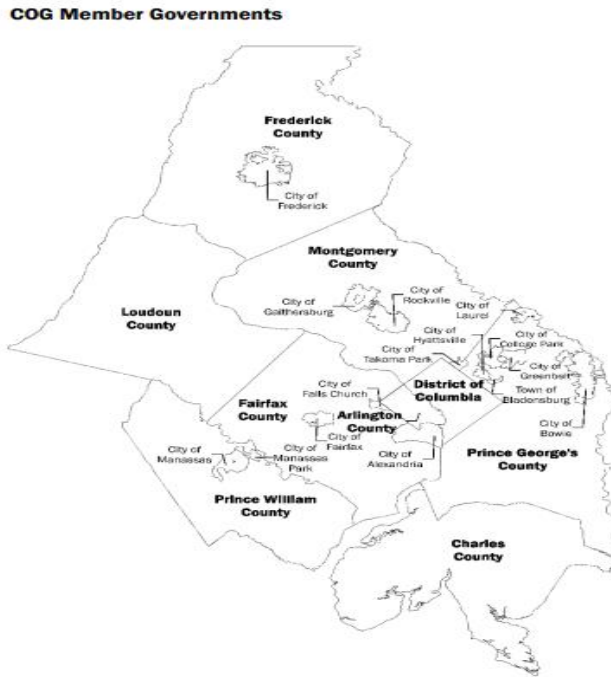 COG Member Governments
Frederick
County
City of
Frederick
Montgomery
County
City of
Rockville
City of
Gaithersburg
City of
Laurel
Loudoun
County
City of
Hyattsville
City of
College Park
City of
Takoma Park
City of
Greenbelt
City of
Falls Church
District of
Columbia
Town of
Bladensburg
Fairfax
County
Arlington
County
City of
Bowie
City of
Fairfax
City of
Manassas
City of
Manassas
Park
City of
Alexandria
Prince George's
County
Prince William
County
Charles
County